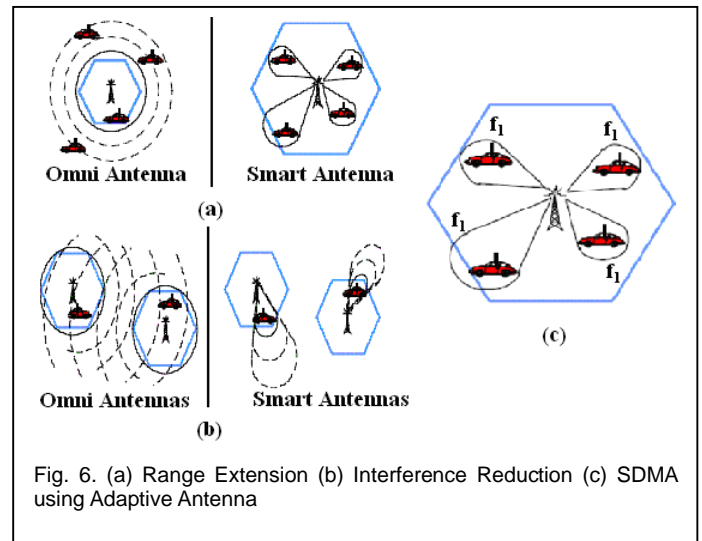 Omni Antenna
Smart Antenna
(a)
Omni Antennas
Smart Antennas
(b)
f1
f1
f1
f1
(c)
Fig. 6. (a) Range Extension (b) Interference Reduction (c) SDMA
using Adaptive Antenna